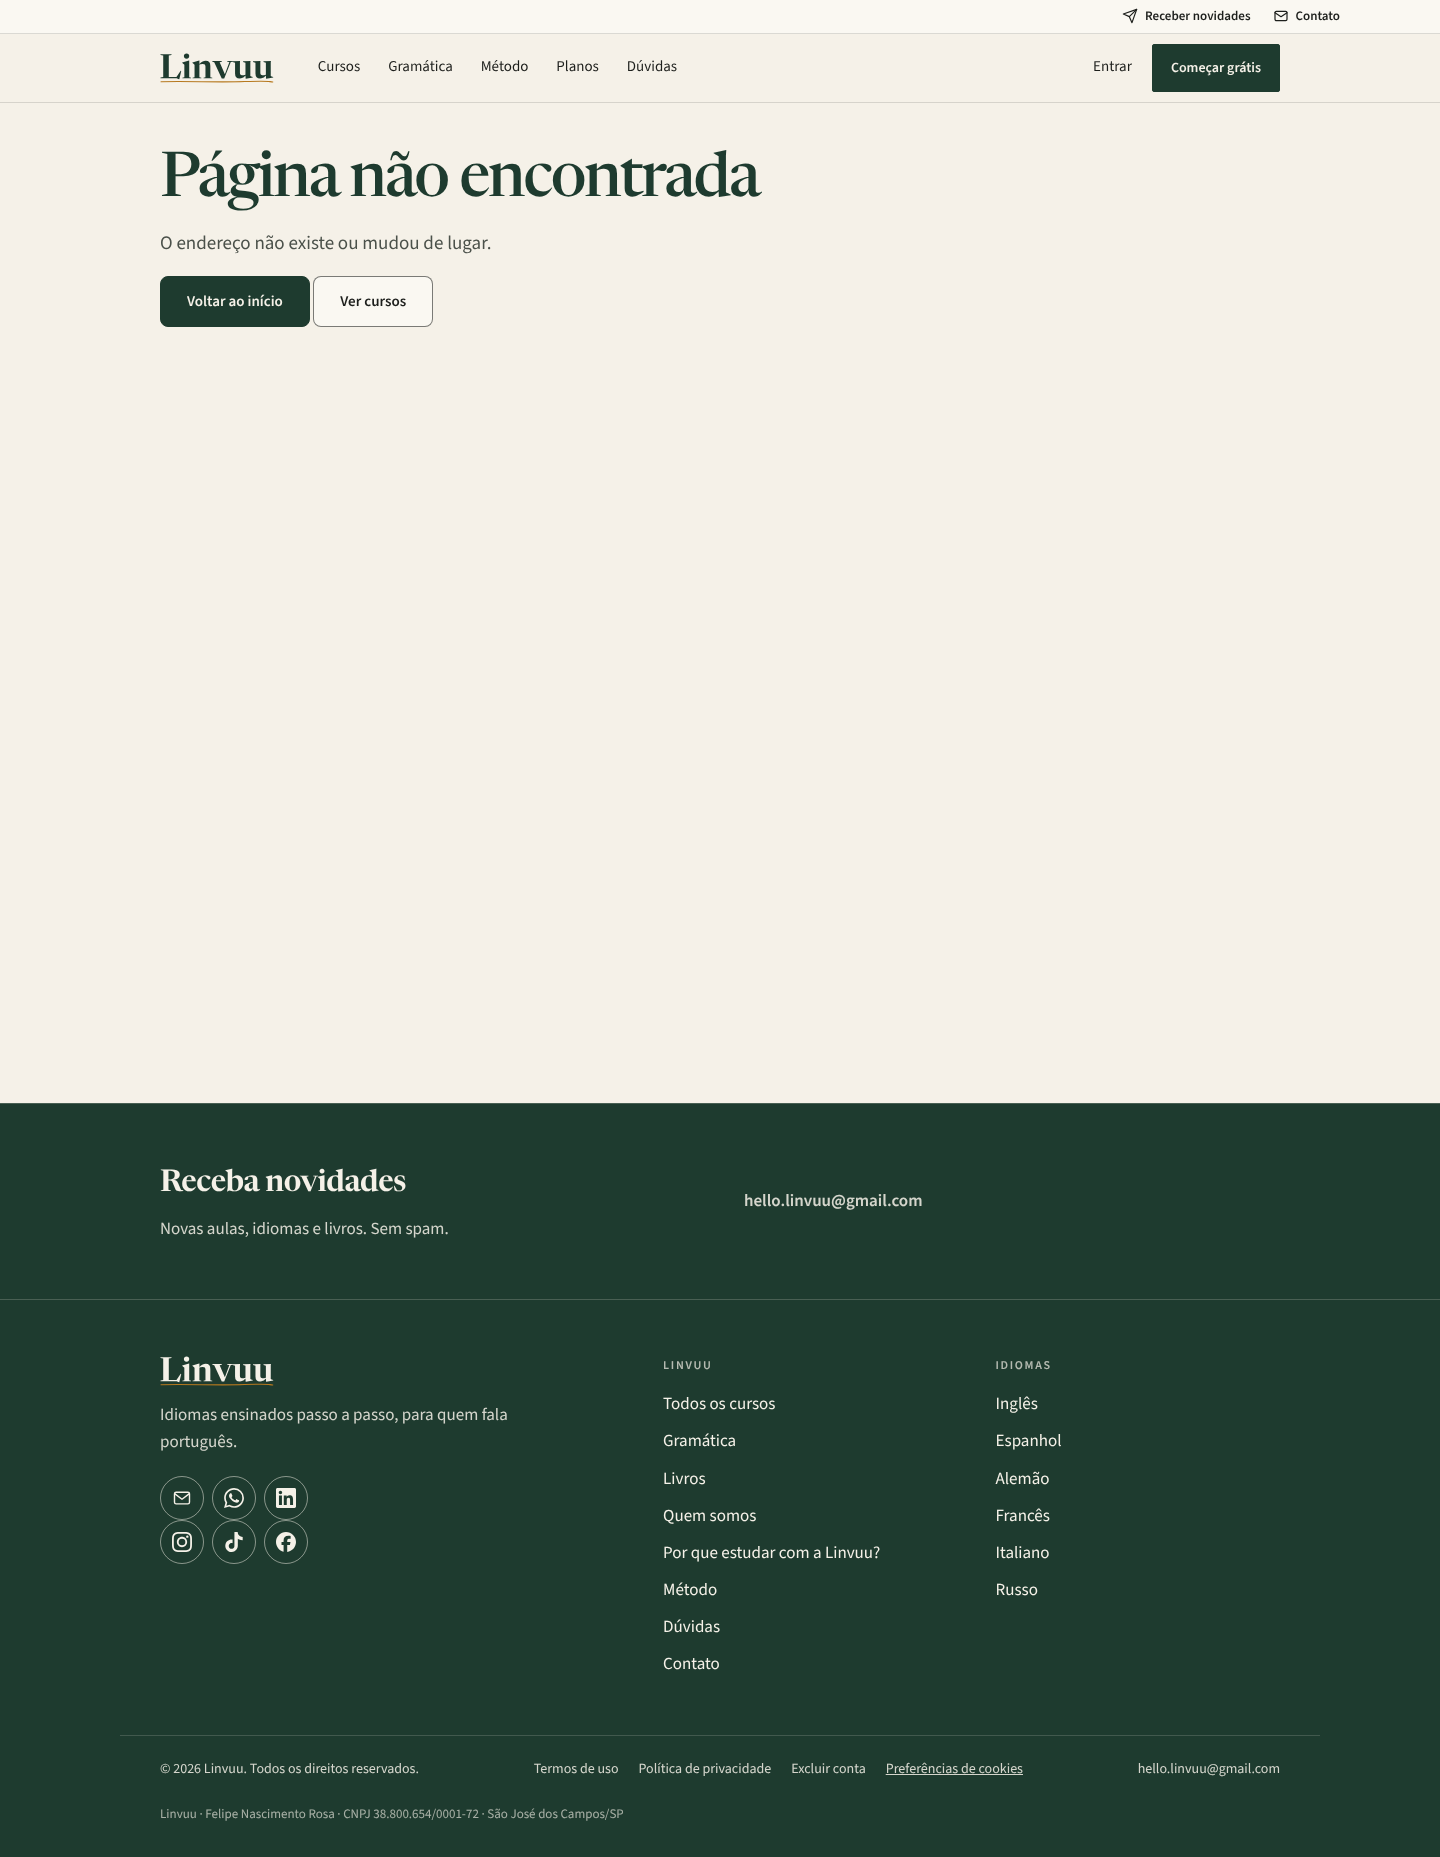 Receber novidades
Contato
Linvuu
Cursos
Gramática
Método
Planos
Dúvidas
Entrar
Começar grátis
Página não encontrada
O endereço não existe ou mudou de lugar.
Voltar ao início
Ver cursos
Receba novidades
Novas aulas, idiomas e livros. Sem spam.
hello.linvuu@gmail.com
Linvuu
Idiomas ensinados passo a passo, para quem fala
português.
LINVUU
Todos os cursos
Gramática
Livros
Quem somos
Por que estudar com a Linvuu?
Método
Dúvidas
Contato
IDIOMAS
Inglês
Espanhol
Alemão
Francês
Italiano
Russo
© 2026 Linvuu. Todos os direitos reservados.
Termos de uso
Política de privacidade
Excluir conta
Preferências de cookies
hello.linvuu@gmail.com
Linvuu · Felipe Nascimento Rosa · CNPJ 38.800.654/0001-72 · São José dos Campos/SP